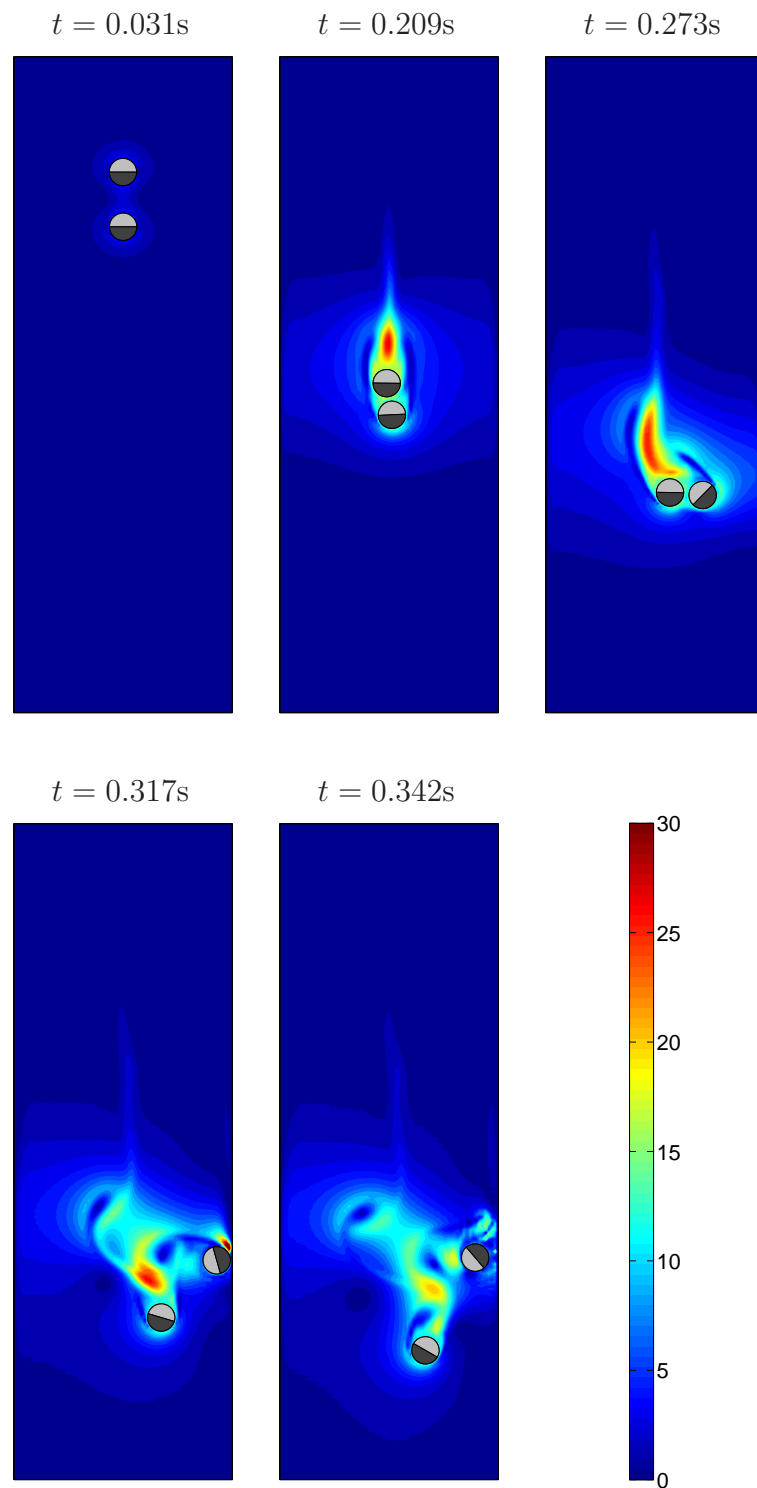 t = 0.031s
t = 0.209s
t = 0.273s
t = 0.317s
t = 0.342s
30
25
20
15
10
5
0